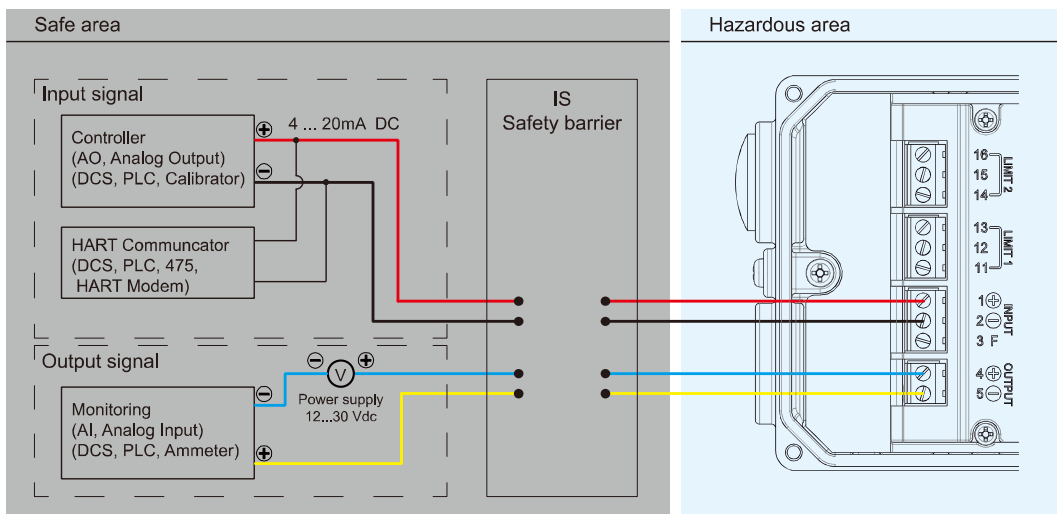 Safe area
Hazardous area
Input signal
Controller
(AO, Analog Output)
(DCS, PLC, Calibrator)
⊕
4 ... 20mA DC
⊖
HART Communcator
(DCS, PLC, 475,
HART Modem)
IS
Safety barrier
Output signal
Monitoring
(AI, Analog Input)
(DCS, PLC, Ammeter)
⊖
⊕
⊖ V ⊕
Power supply
12...30 Vdc
16
15
14
LIMIT 2
13
12
11
LIMIT 1
1 ⊕
2 ⊖
3 F
INPUT
4 ⊕
5 ⊖
OUTPUT